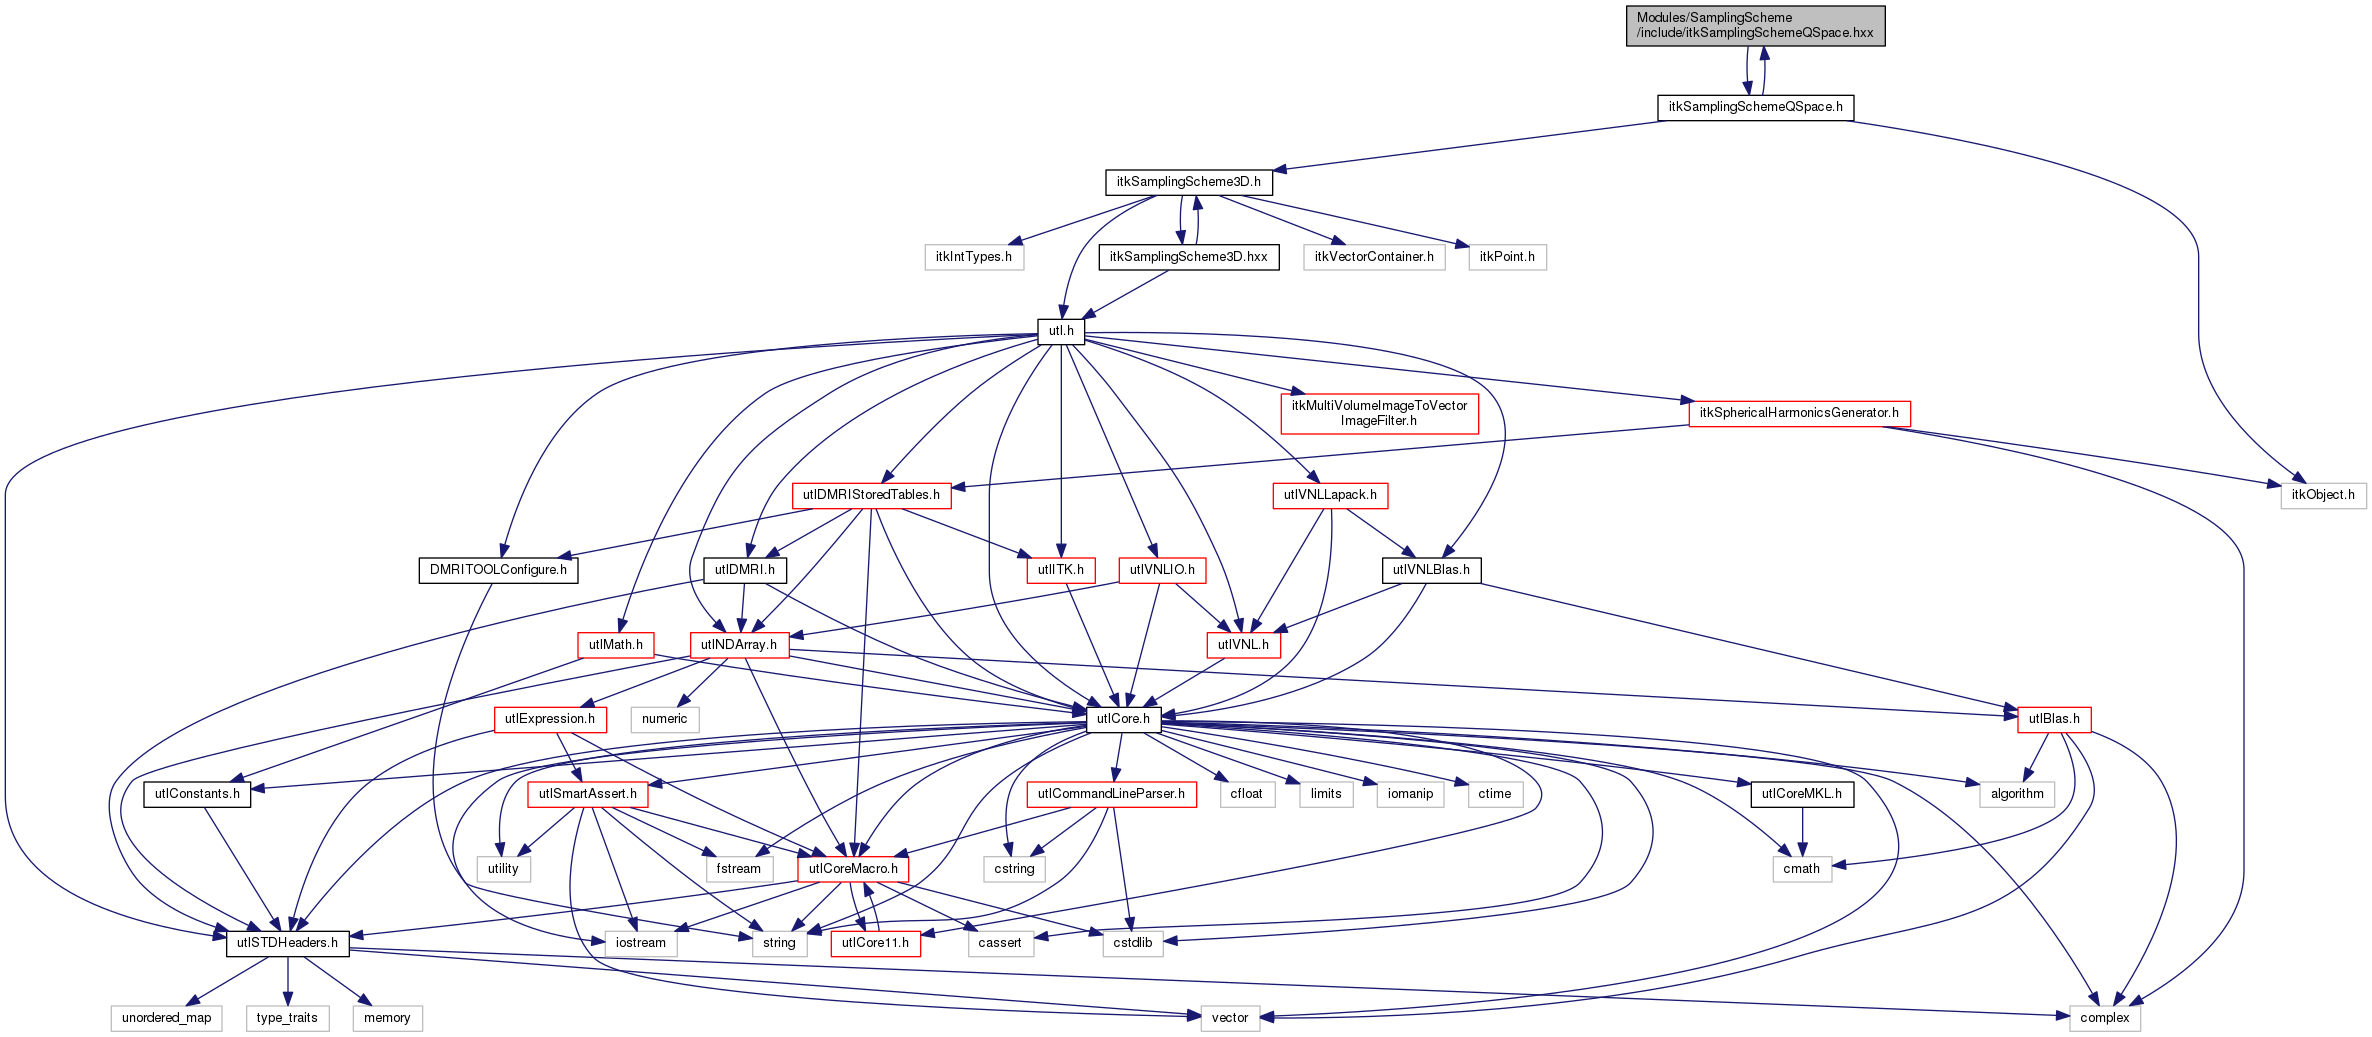 Modules/SamplingScheme
/include/itkSamplingSchemeQSpace.hxx
itkSamplingSchemeQSpace.h
itkSamplingScheme3D.h
itkIntTypes.h
itkSamplingScheme3D.hxx
itkVectorContainer.h
itkPoint.h
utl.h
itkMultiVolumeImageToVector
ImageFilter.h
itkSphericalHarmonicsGenerator.h
utlDMRIStoredTables.h
utlVNLLapack.h
itkObject.h
DMRITOOLConfigure.h
utlDMRI.h
utlITK.h
utlVNLIO.h
utlVNLBlas.h
utlMath.h
utlNDArray.h
utlVNL.h
utlExpression.h
numeric
utlCore.h
utlBlas.h
utlConstants.h
utlSmartAssert.h
utlCommandLineParser.h
cfloat
limits
iomanip
ctime
utlCoreMKL.h
algorithm
utility
fstream
utlCoreMacro.h
cstring
cmath
utlSTDHeaders.h
iostream
string
utlCore11.h
cassert
cstdlib
unordered_map
type_traits
memory
vector
complex